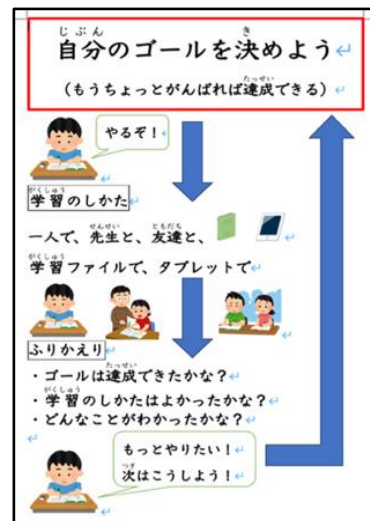 自分のゴールを決めよう
（もうちょっとがんばれば達成できる）
やるぞ！
学習のしかた
一人で、先生と、友達と、
学習ファイルで、タブレットで
ふりかえり
・ゴールは達成できたかな？
・学習のしかたはよかったかな？
・どんなことがわかったかな？
もっとやりたい！
次はこうしよう！